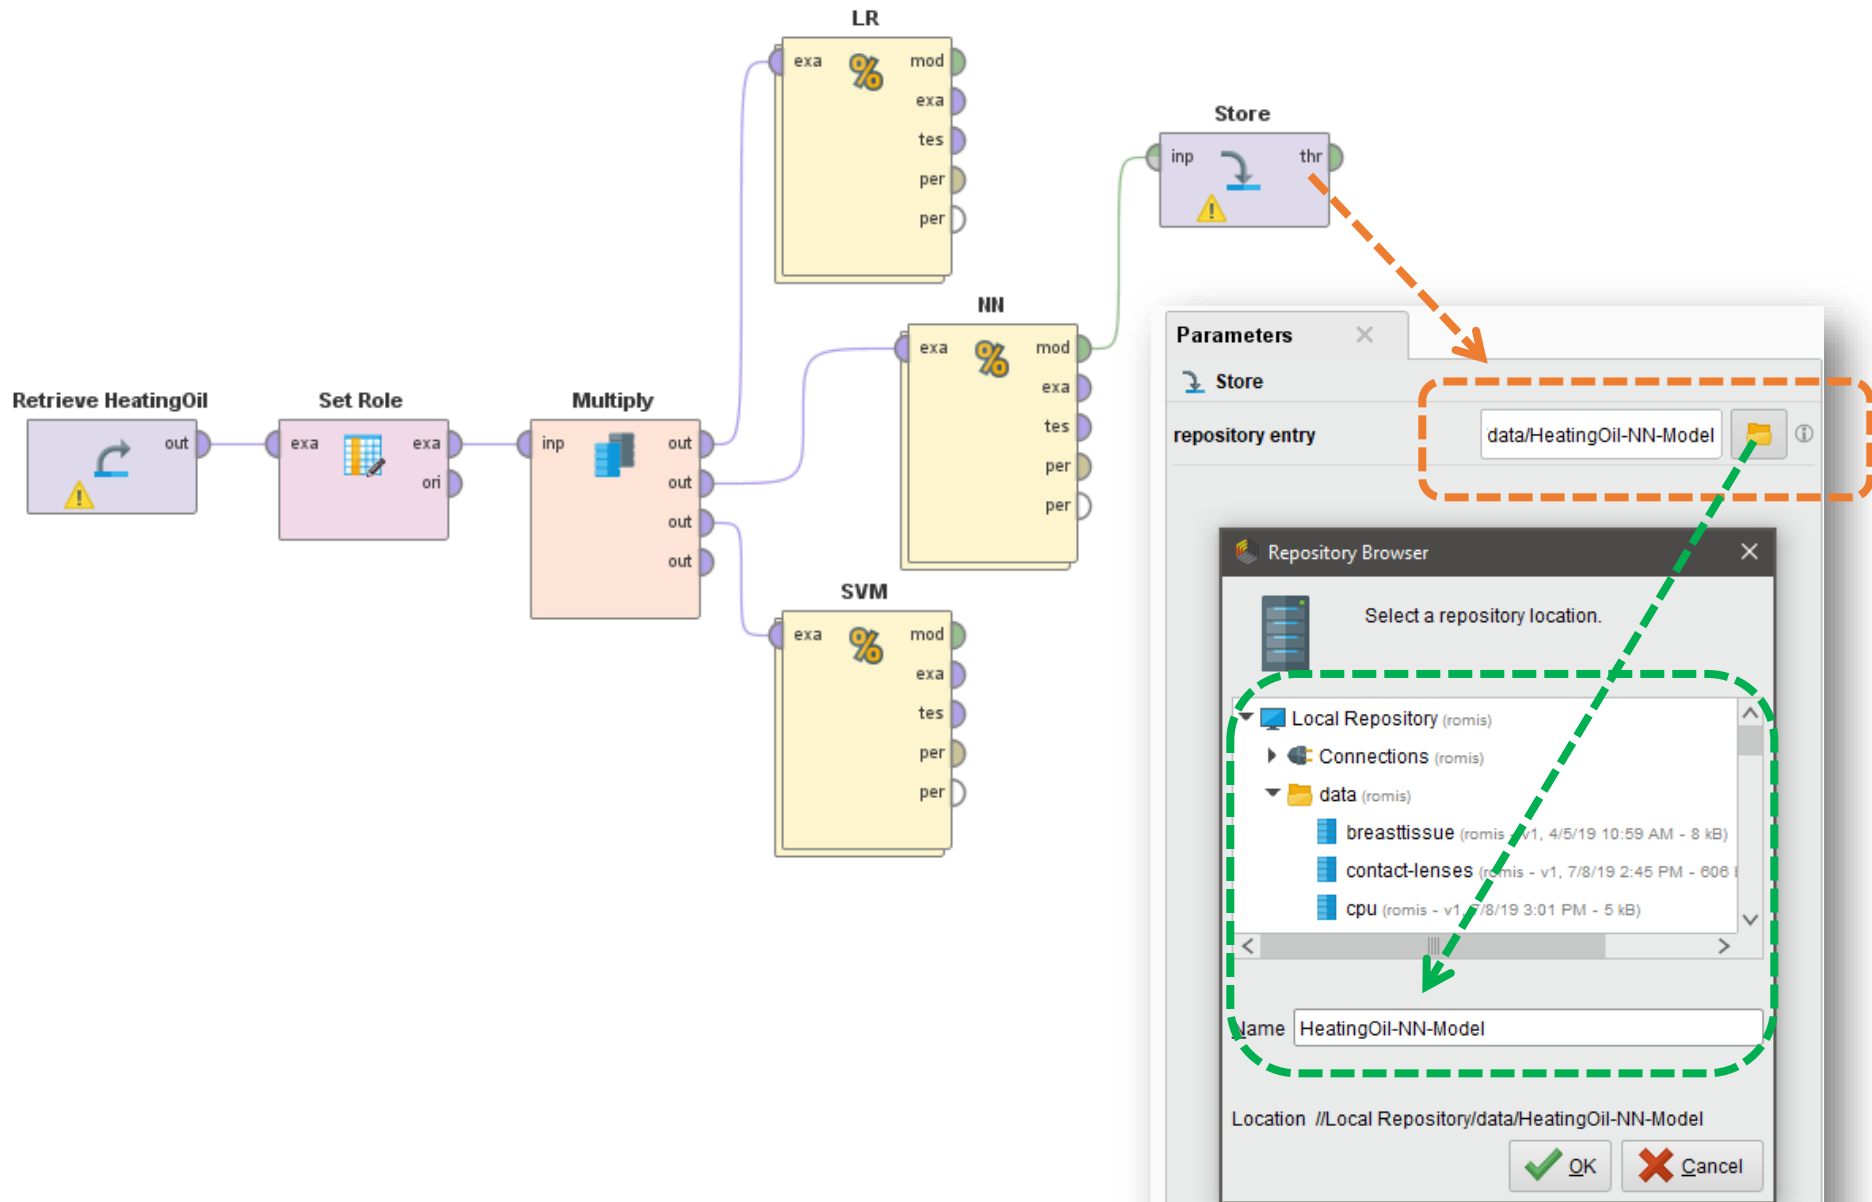 LR
exa mod
exa
tes
per
per
Store
inp thr
NN
exa mod
exa
tes
per
per
Retrieve HeatingOil
out
Set Role
exa exa
ori
Multiply
inp out
out
out
out
SVM
exa mod
exa
tes
per
per
Parameters
Store
repository entry data/HeatingOil-NN-Model
Repository Browser
Select a repository location.
Local Repository (romis)
Connections (romis)
data (romis)
breasttissue (romis - v1, 4/5/19 10:59 AM - 8 kB)
contact-lenses (romis - v1, 7/8/19 2:45 PM - 606
cpu (romis - v1, 7/8/19 3:01 PM - 5 kB)
Name HeatingOil-NN-Model
Location //Local Repository/data/HeatingOil-NN-Model
OK Cancel